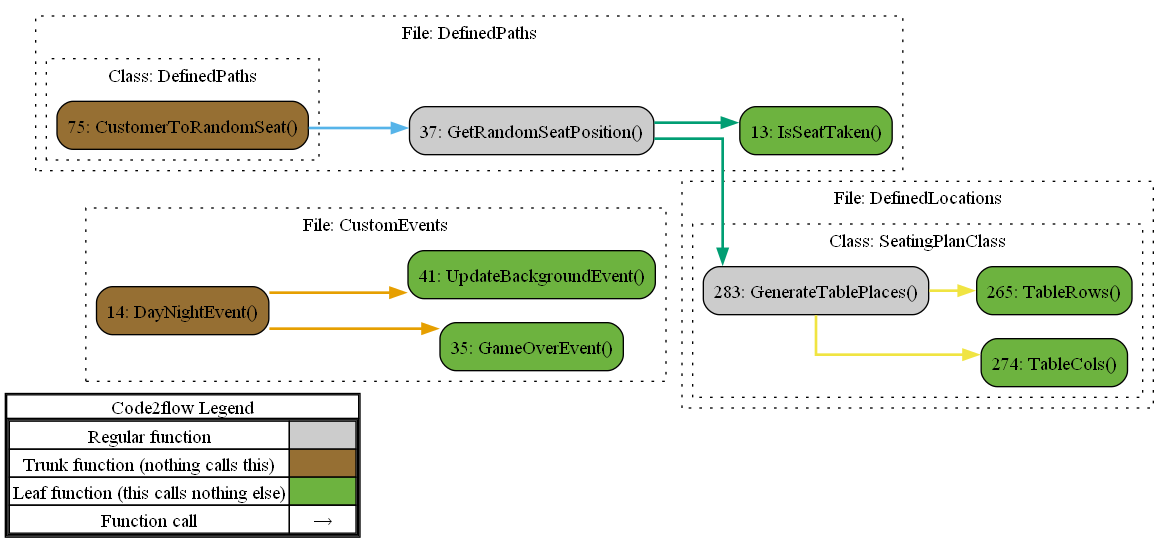 File: DefinedPaths
Class: DefinedPaths
75: CustomerToRandomSeat()
37: GetRandomSeatPosition()
13: IsSeatTaken()
File: DefinedLocations
Class: SeatingPlanClass
283: GenerateTablePlaces()
265: TableRows()
274: TableCols()
File: CustomEvents
41: UpdateBackgroundEvent()
14: DayNightEvent()
35: GameOverEvent()
Code2flow Legend
Regular function
Trunk function (nothing calls this)
Leaf function (this calls nothing else)
Function call →